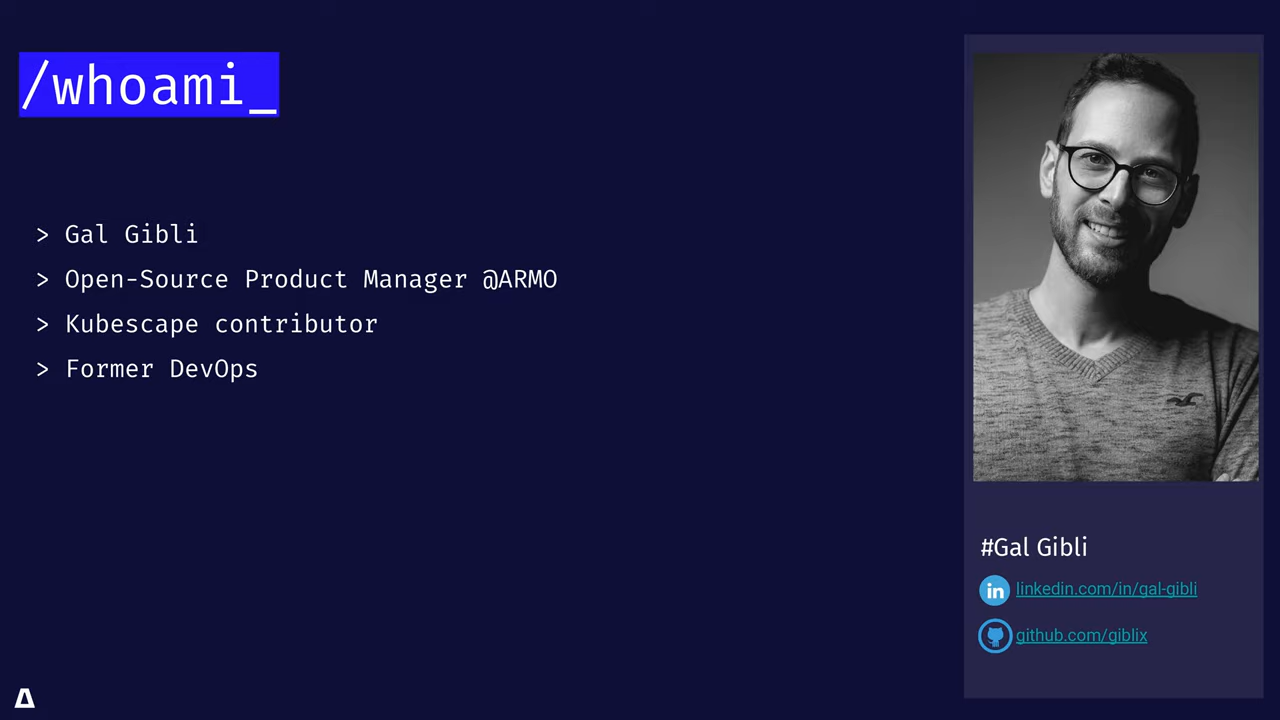 /whoami_
> Gal Gibli
> Open-Source Product Manager @ARMO
> Kubescape contributor
> Former DevOps
#Gal Gibli
in linkedin.com/in/gal-gibli
github.com/giblix